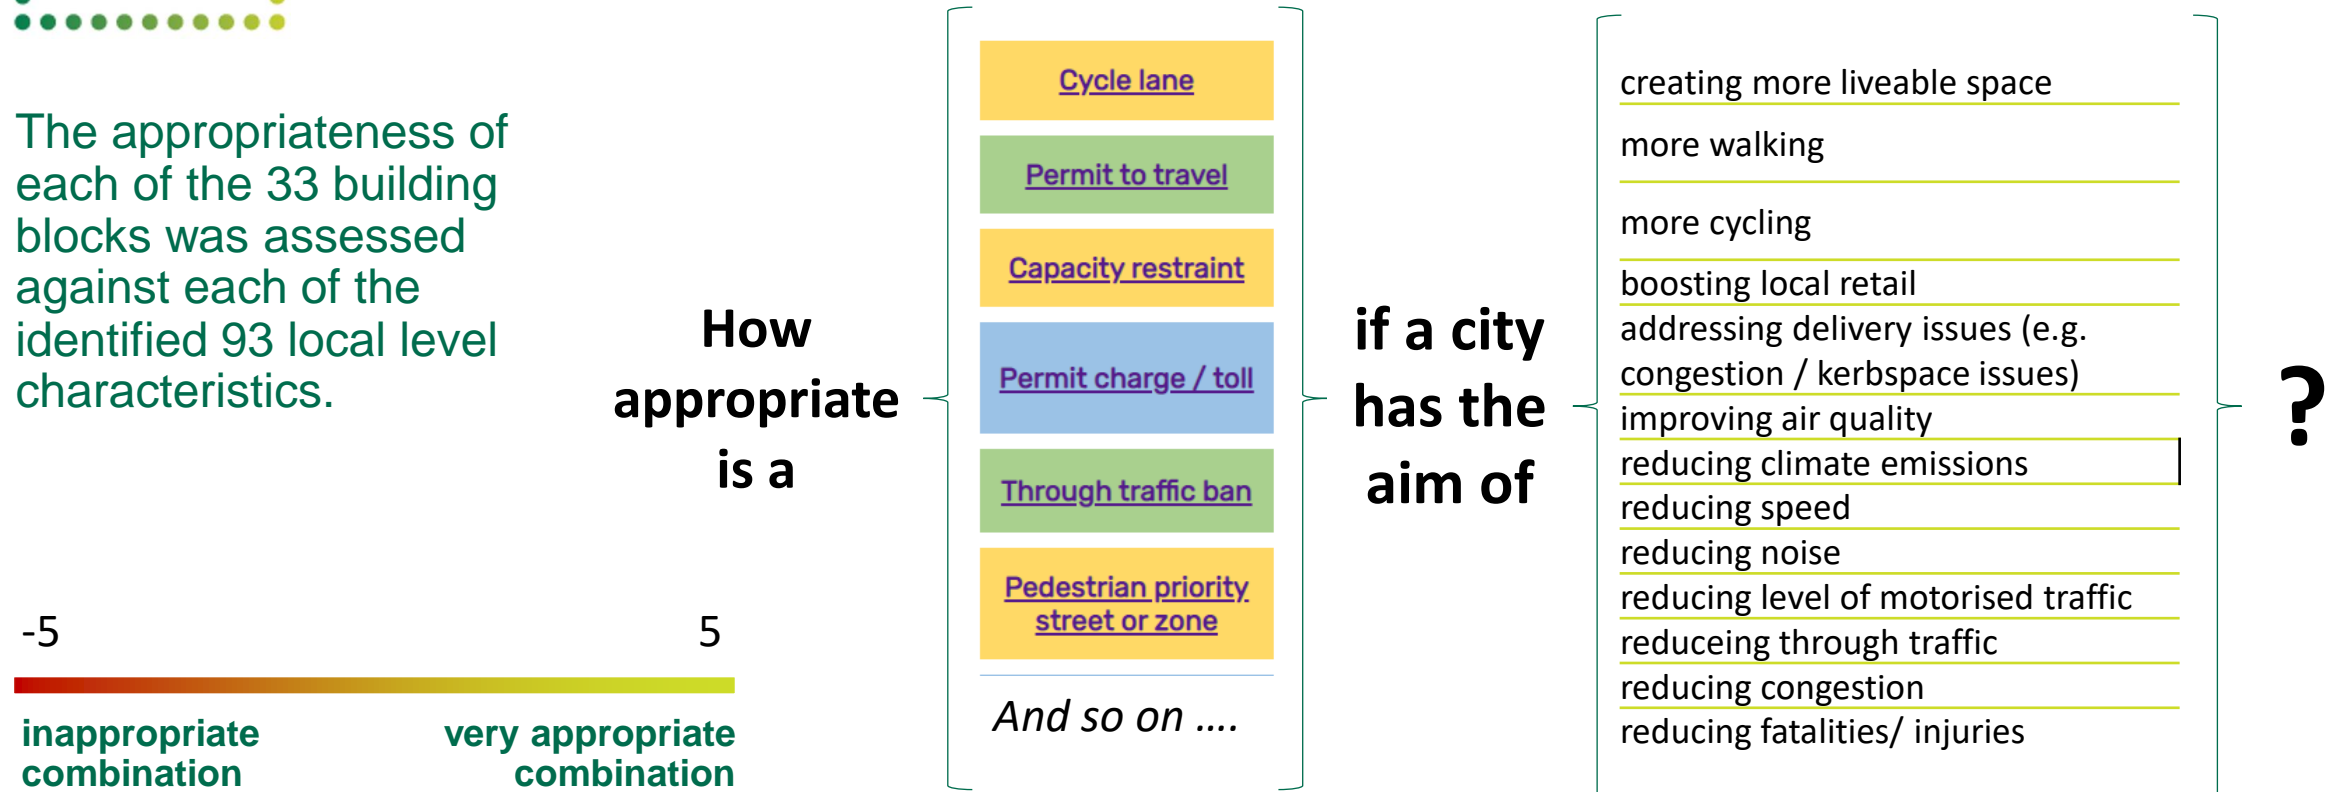 The appropriateness of
each of the 33 building
blocks was assessed
against each of the
identified 93 local level
characteristics.
-5
5
inappropriate
combination
very appropriate
combination
How
appropriate
is a
Cycle lane
Permit to travel
Capacity restraint
Permit charge / toll
Through traffic ban
Pedestrian priority
street or zone
And so on ....
if a city
has the
aim of
creating more liveable space
more walking
more cycling
boosting local retail
addressing delivery issues (e.g.
congestion / kerbspace issues)
improving air quality
reducing climate emissions
reducing speed
reducing noise
reducing level of motorised traffic
reduceing through traffic
reducing congestion
reducing fatalities/ injuries
?